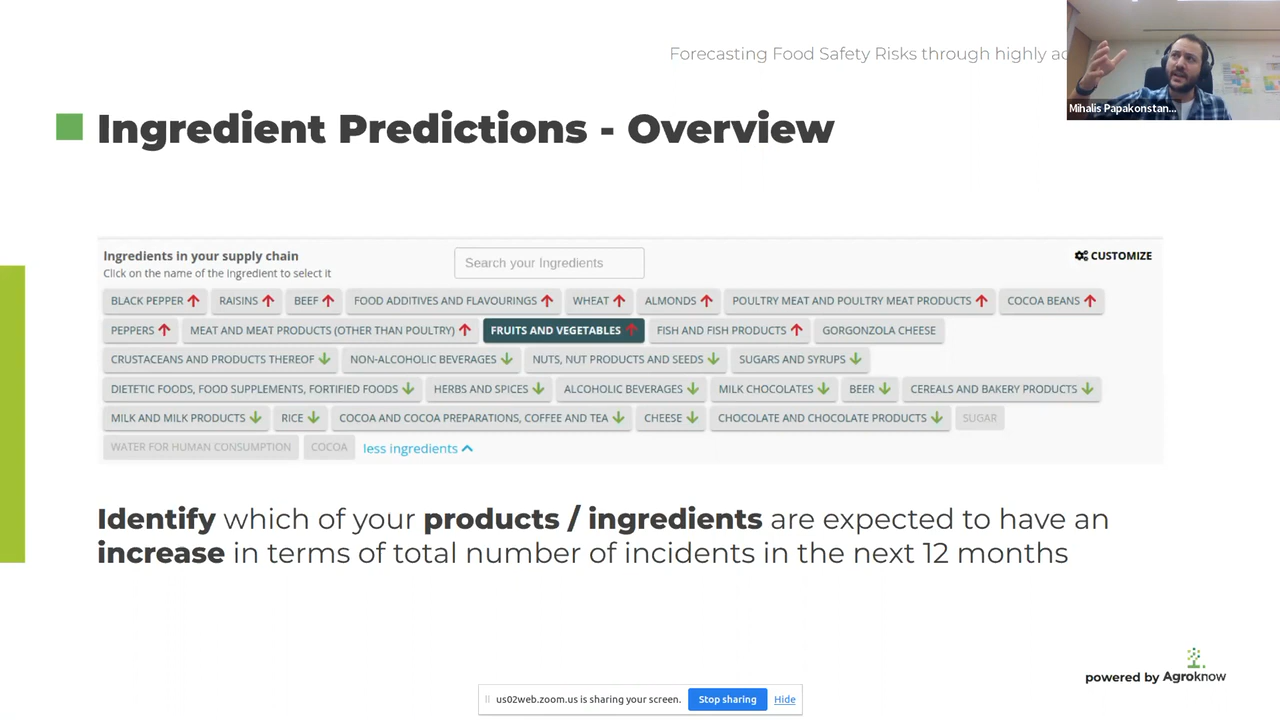 Forecasting Food Safety Risks through highly
Mihalis Papakonstan...
Ingredient Predictions - Overview
Ingredients in your supply chain
Click on the name of the ingredient to select it
Search your Ingredients
CUSTOMIZE
BLACK PEPPER RAISINS BEEF FOOD ADDITIVES AND FLAVOURINGS WHEAT ALMONDS POULTRY MEAT AND POULTRY MEAT PRODUCTS COCOA BEANS
PEPPERS MEAT AND MEAT PRODUCTS (OTHER THAN POULTRY) FRUITS AND VEGETABLES FISH AND FISH PRODUCTS GORGONZOLA CHEESE
CRUSTACEANS AND PRODUCTS THEREOF NON-ALCOHOLIC BEVERAGES NUTS, NUT PRODUCTS AND SEEDS SUGARS AND SYRUPS
DIETETIC FOODS, FOOD SUPPLEMENTS, FORTIFIED FOODS HERBS AND SPICES ALCOHOLIC BEVERAGES MILK CHOCOLATES BEER CEREALS AND BAKERY PRODUCTS
MILK AND MILK PRODUCTS RICE COCOA AND COCOA PREPARATIONS, COFFEE AND TEA CHEESE CHOCOLATE AND CHOCOLATE PRODUCTS SUGAR
WATER FOR HUMAN CONSUMPTION COCOA less ingredients
Identify which of your products / ingredients are expected to have an
increase in terms of total number of incidents in the next 12 months
powered by Agroknow
us02web.zoom.us is sharing your screen. Stop sharing Hide